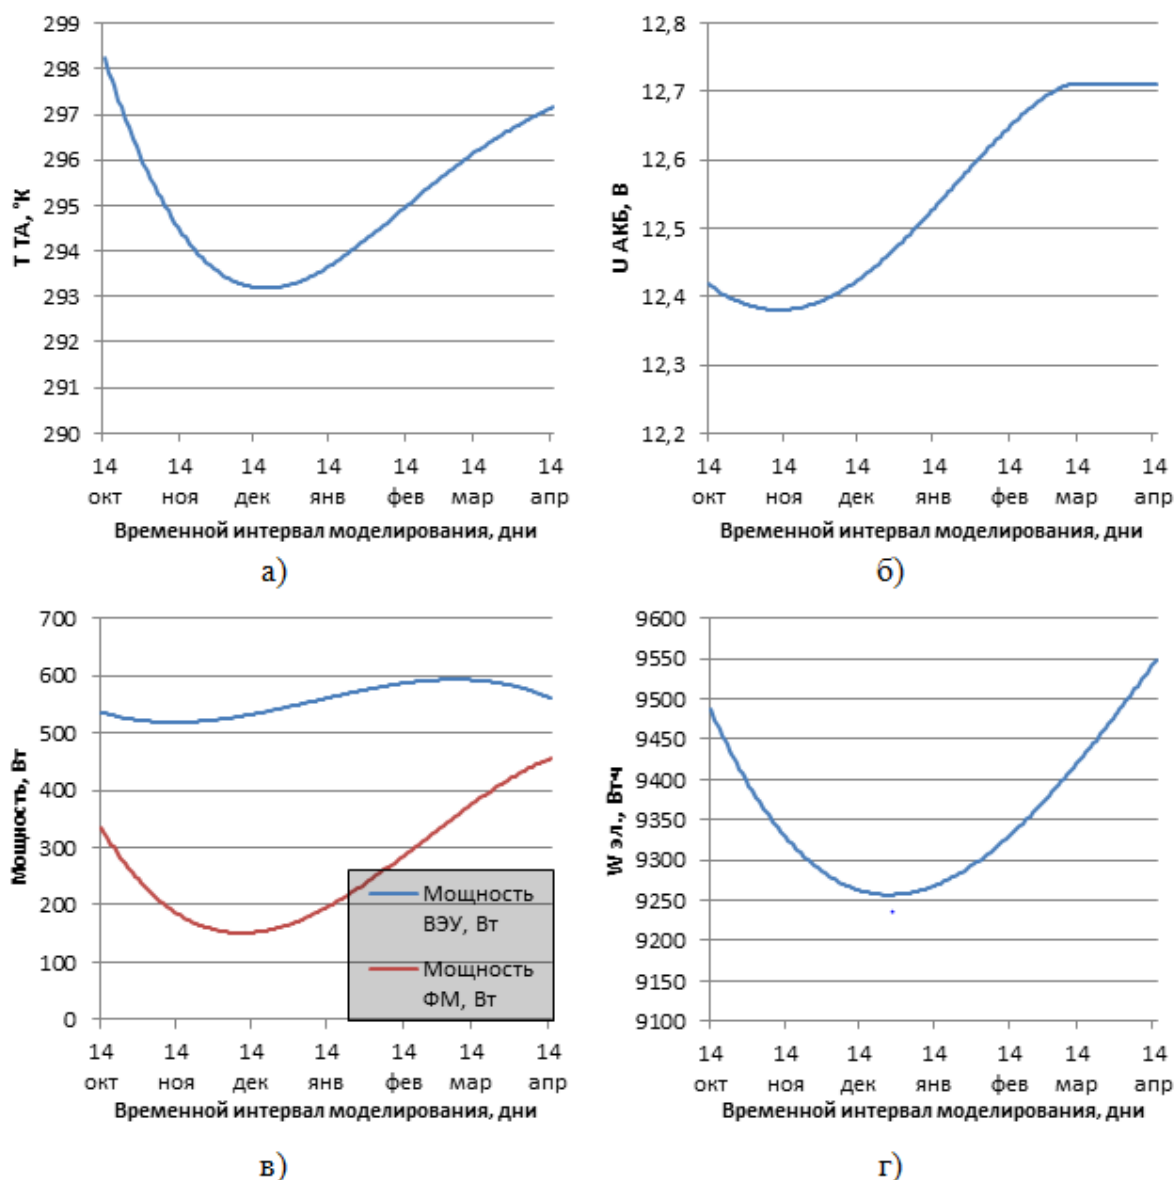 299
298
297
296
295
294
293
292
291
290
Т ТА, °К
14 14 14 14 14 14 14
окт ноя дек янв фев мар апр
Временной интервал моделирования, дни
а)
12,8
12,7
12,6
12,5
12,4
12,3
12,2
U АКБ, В
14 14 14 14 14 14 14
окт ноя дек янв фев мар апр
Временной интервал моделирования, дни
б)
700
600
500
400
300
200
100
0
Мощность, Вт
Мощность
ВЭУ, Вт
Мощность
ФМ, Вт
14 14 14 14 14 14 14
окт ноя дек янв фев мар апр
Временной интервал моделирования, дни
в)
9600
9550
9500
9450
9400
9350
9300
9250
9200
9150
9100
W эл., Вт·ч
14 14 14 14 14 14 14
окт ноя дек янв фев мар апр
Временной интервал моделирования, дни
г)